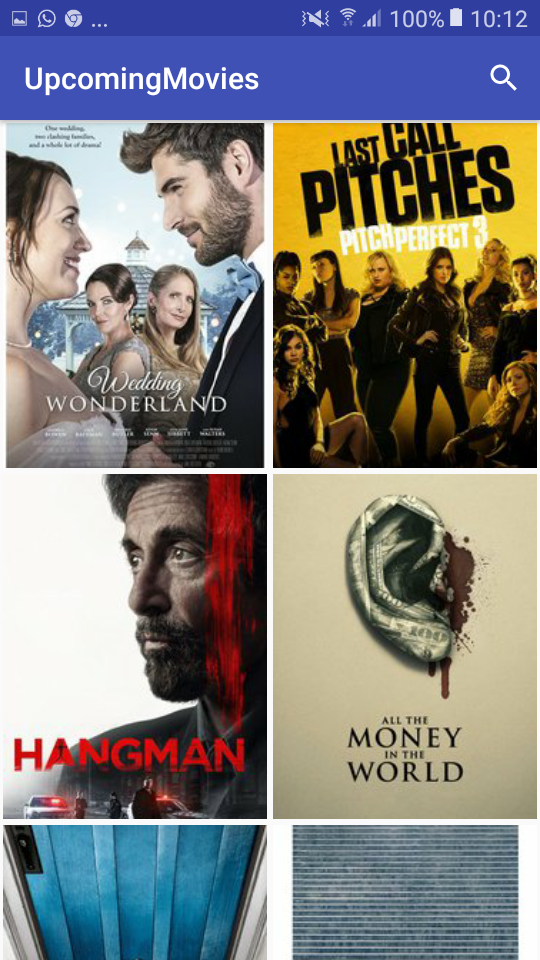 ... 100% 10:12
UpcomingMovies
One wedding,
two clashing families,
and a whole lot of drama!
Wedding
WONDERLAND
LAST CALL
PITCHES
PITCH PERFECT 3
HANGMAN
ALL THE
MONEY
IN THE
WORLD
100